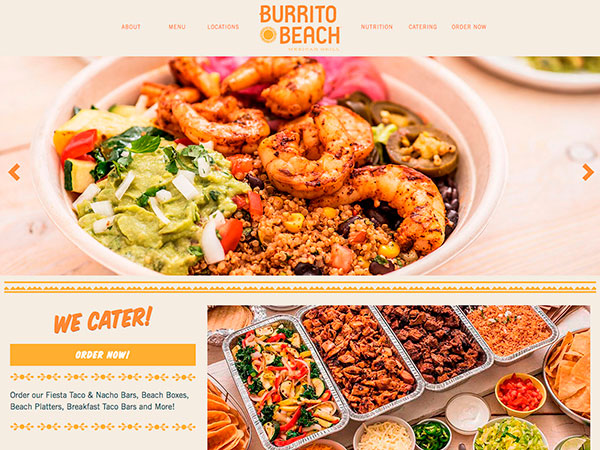 ABOUT MENU LOCATIONS
BURRITO
BEACH
MEXICAN GRILL
NUTRITION CATERING ORDER NOW
WE CATER!
ORDER NOW!
Order our Fiesta Taco & Nacho Bars, Beach Boxes,
Beach Platters, Breakfast Taco Bars and More!